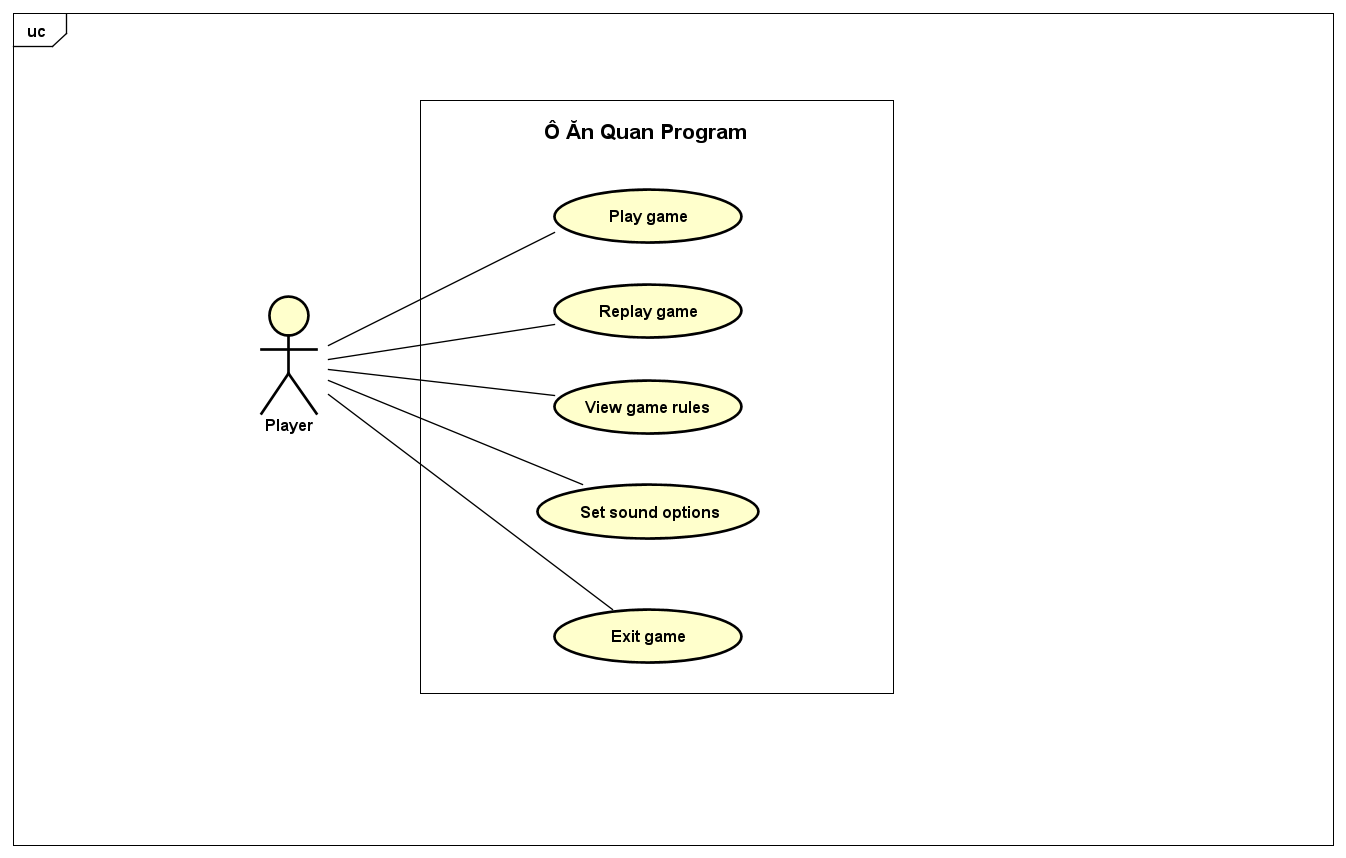 uc
Ô Ăn Quan Program
Play game
Replay game
View game rules
Player
Set sound options
Exit game